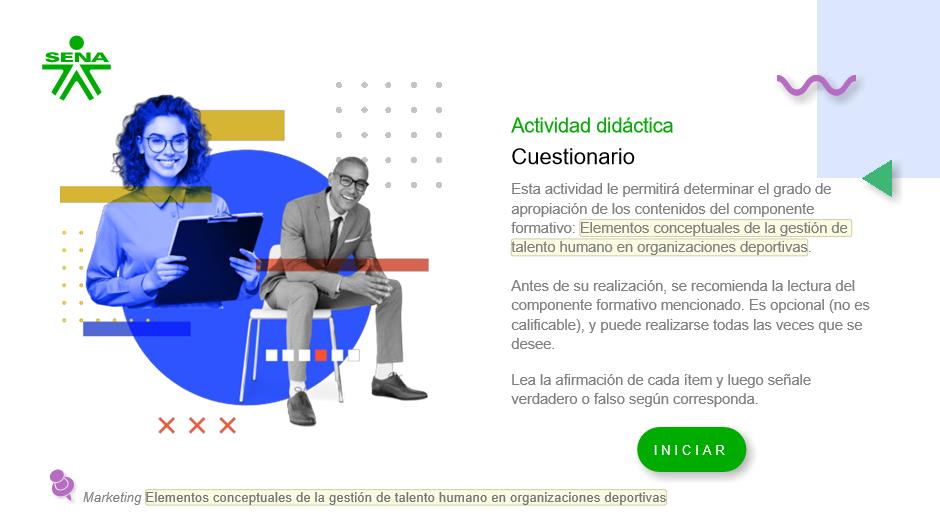 SENA
Actividad didáctica
Cuestionario
Esta actividad le permitirá determinar el grado de
apropiación de los contenidos del componente
formativo: Elementos conceptuales de la gestión de
talento humano en organizaciones deportivas.
Antes de su realización, se recomienda la lectura del
componente formativo mencionado. Es opcional (no es
calificable), y puede realizarse todas las veces que se
desee.
Lea la afirmación de cada ítem y luego señale
verdadero o falso según corresponda.
INICIAR
Marketing Elementos conceptuales de la gestión de talento humano en organizaciones deportivas